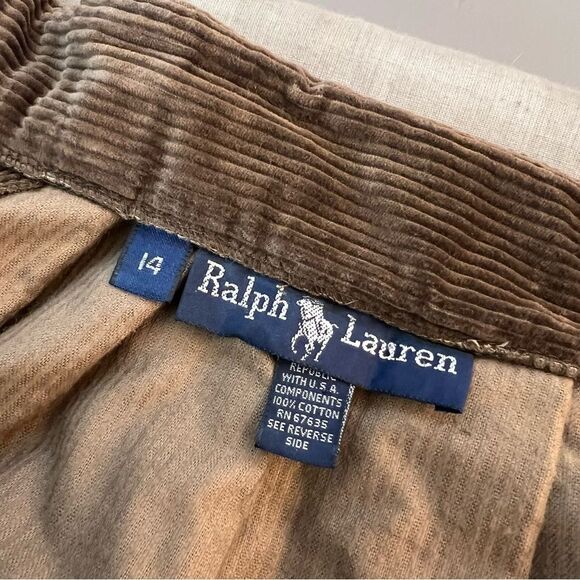 14
Ralph Lauren
REPUBLIC
WITH U.S.A.
COMPONENTS
100% COTTON
RN 67635
SEE REVERSE
SIDE